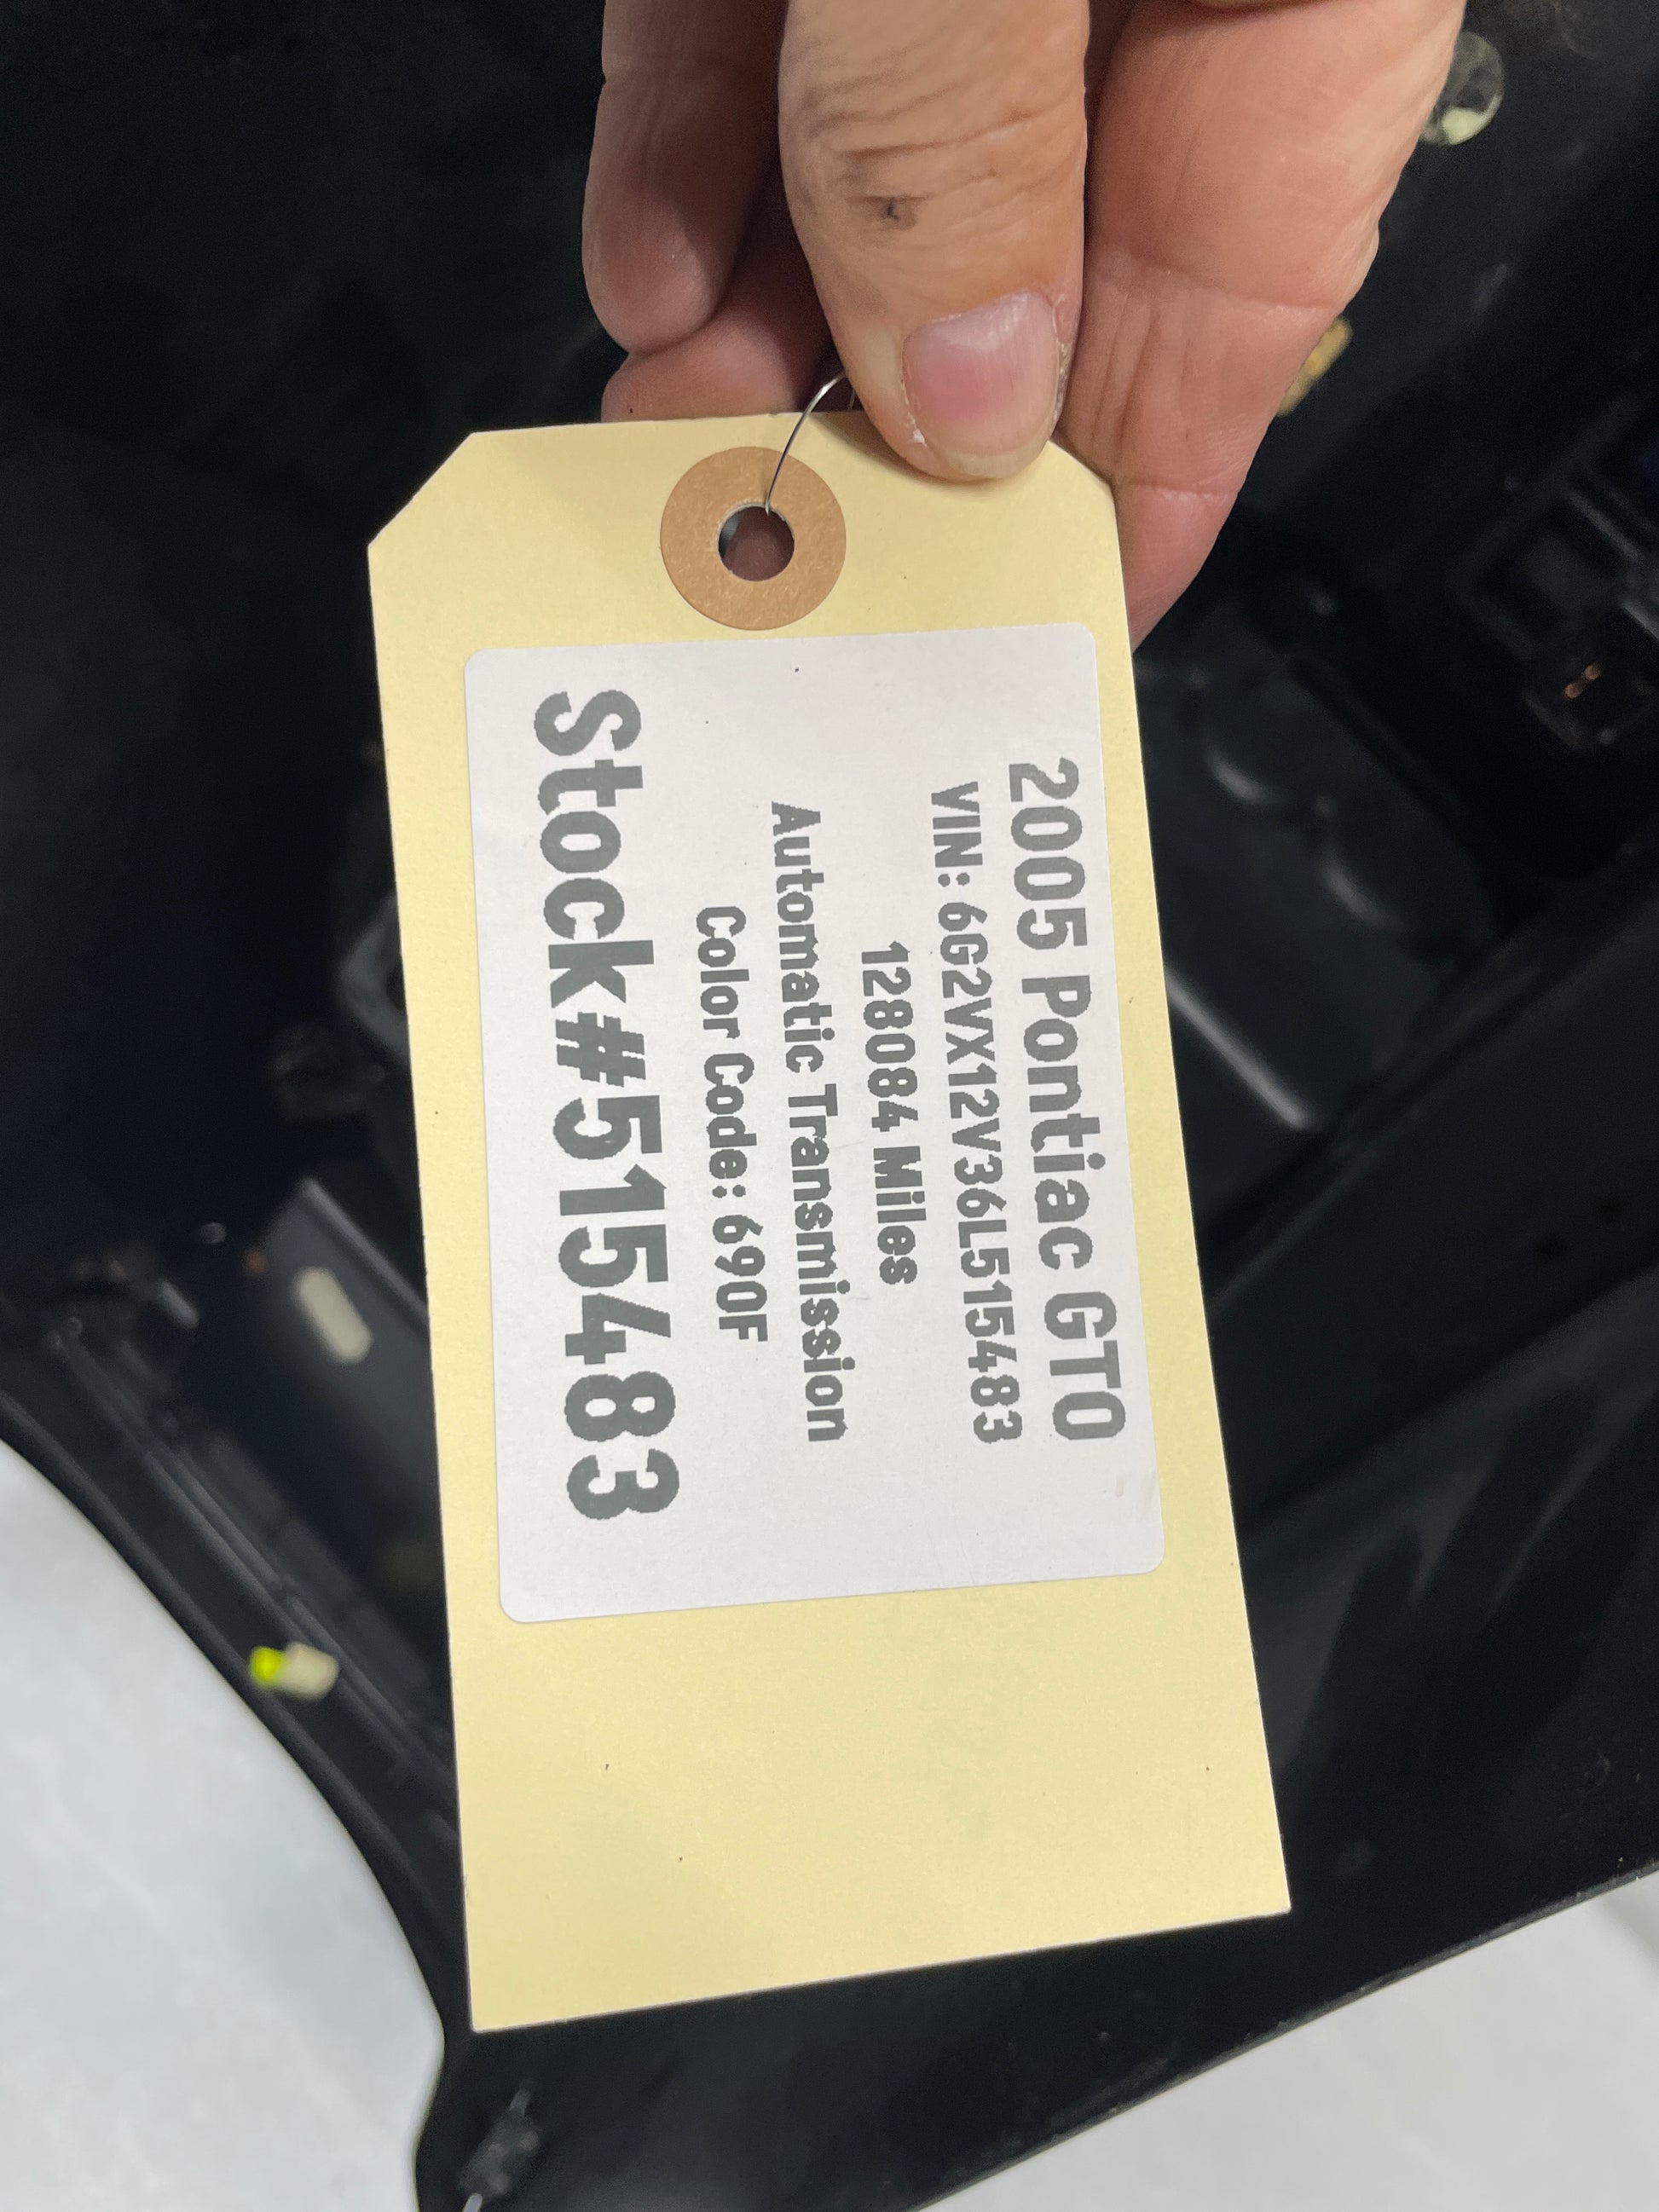 2005 Pontiac GTO
VIN: 6G2VX12V36L515483
128084 Miles
Automatic Transmission
Color Code: 690F
Stock#515483